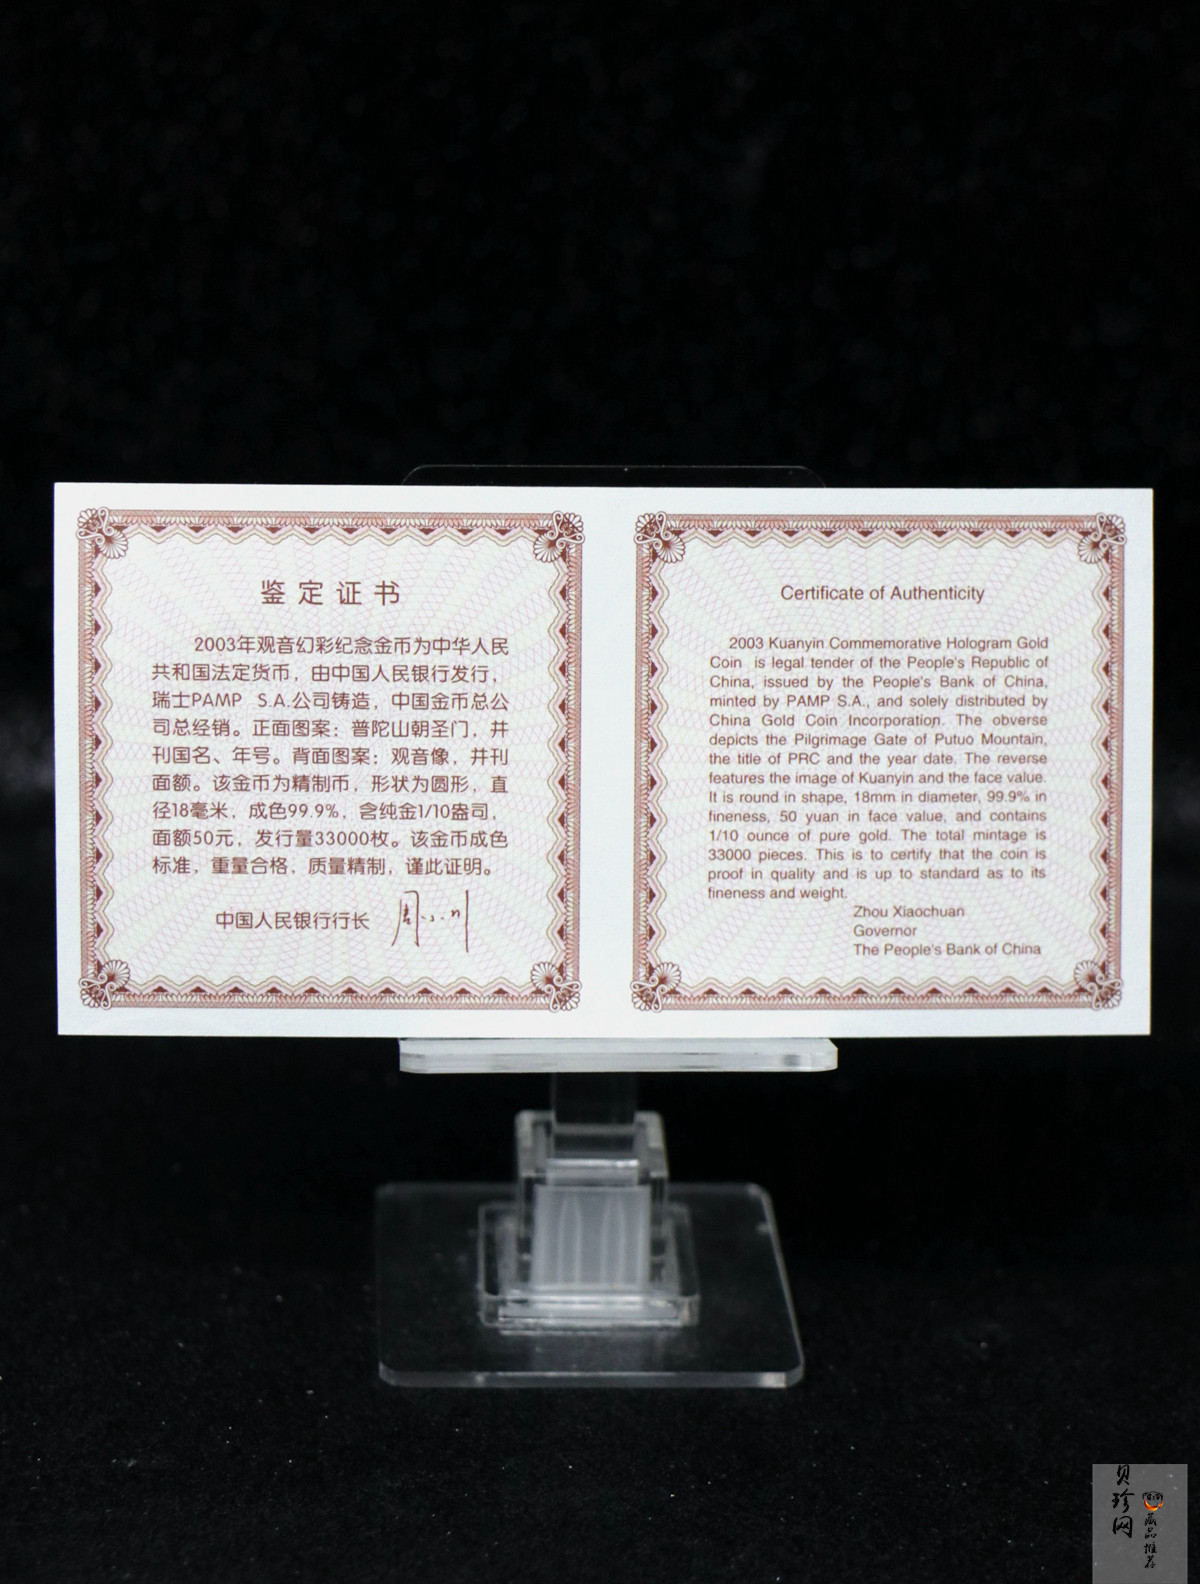 鉴定证书
2003年观音幻彩纪念金币为中华人民
共和国法定货币，由中国人民银行发行，
瑞士PAMP S.A.公司铸造，中国金币总公
司总经销。正面图案：普陀山朝圣门，并
刊国名、年号。背面图案：观音像，并刊
面额。该金币为精制币，形状为圆形，直
径18毫米，成色99.9%，含纯金1/10盎司，
面额50元，发行量33000枚。该金币成色
标准，重量合格，质量精制，谨此证明。
中国人民银行行长 周小川
Certificate of Authenticity
2003 Kuanyin Commemorative Hologram Gold
Coin is legal tender of the People's Republic of
China, issued by the People's Bank of China,
minted by PAMP S.A., and solely distributed by
China Gold Coin Incorporation. The obverse
depicts the Pilgrimage Gate of Putuo Mountain,
the title of PRC and the year date. The reverse
features the image of Kuanyin and the face value.
It is round in shape, 18mm in diameter, 99.9% in
fineness, 50 yuan in face value, and contains
1/10 ounce of pure gold. The total mintage is
33000 pieces. This is to certify that the coin is
proof in quality and is up to standard as to its
fineness and weight.
Zhou Xiaochuan
Governor
The People's Bank of China
贝珍网
藏品推荐